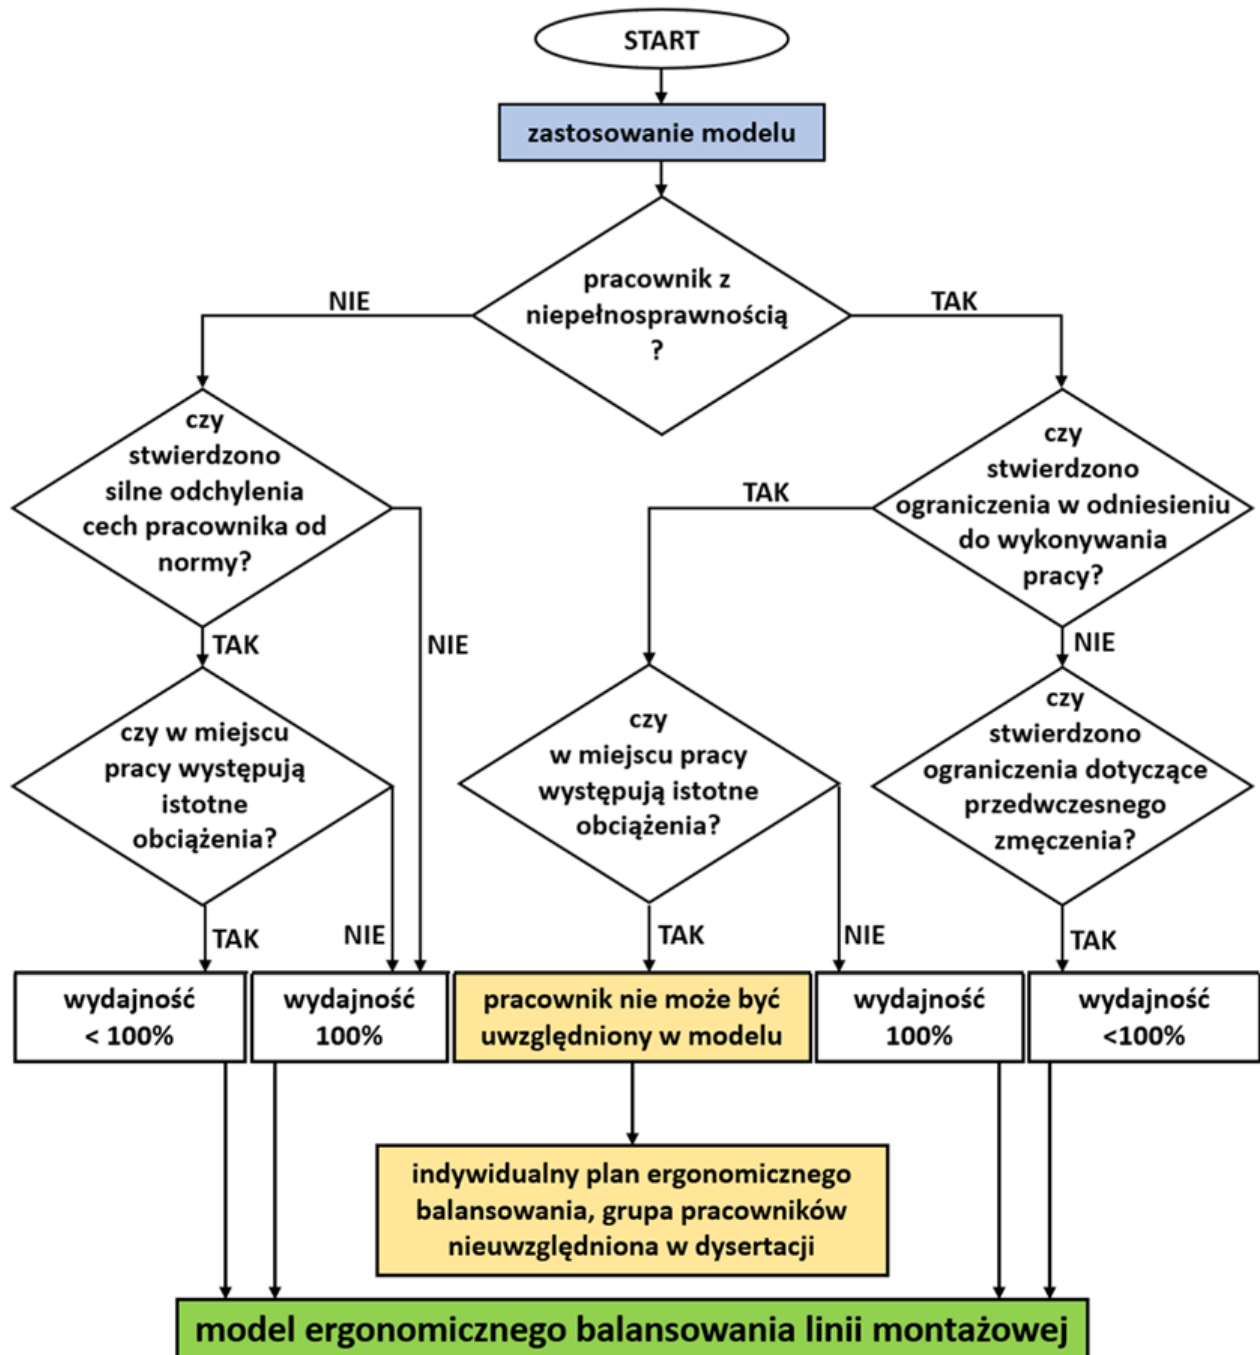 START
zastosowanie modelu
pracownik z
niepełnosprawnością
?
NIE
TAK
czy
stwierdzono
silne odchylenia
cech pracownika od
normy?
czy
stwierdzono
ograniczenia w odniesieniu
do wykonywania
pracy?
TAK
TAK
NIE
NIE
czy w miejscu
pracy występują
istotne
obciążenia?
czy
w miejscu pracy
występują istotne
obciążenia?
czy
stwierdzono
ograniczenia dotyczące
przedwczesnego
zmęczenia?
TAK
NIE
TAK
NIE
TAK
wydajność
< 100%
wydajność
100%
pracownik nie może być
uwzględniony w modelu
wydajność
100%
wydajność
<100%
indywidualny plan ergonomicznego
balansowania, grupa pracowników
nieuwzględniona w dysertacji
model ergonomicznego balansowania linii montażowej